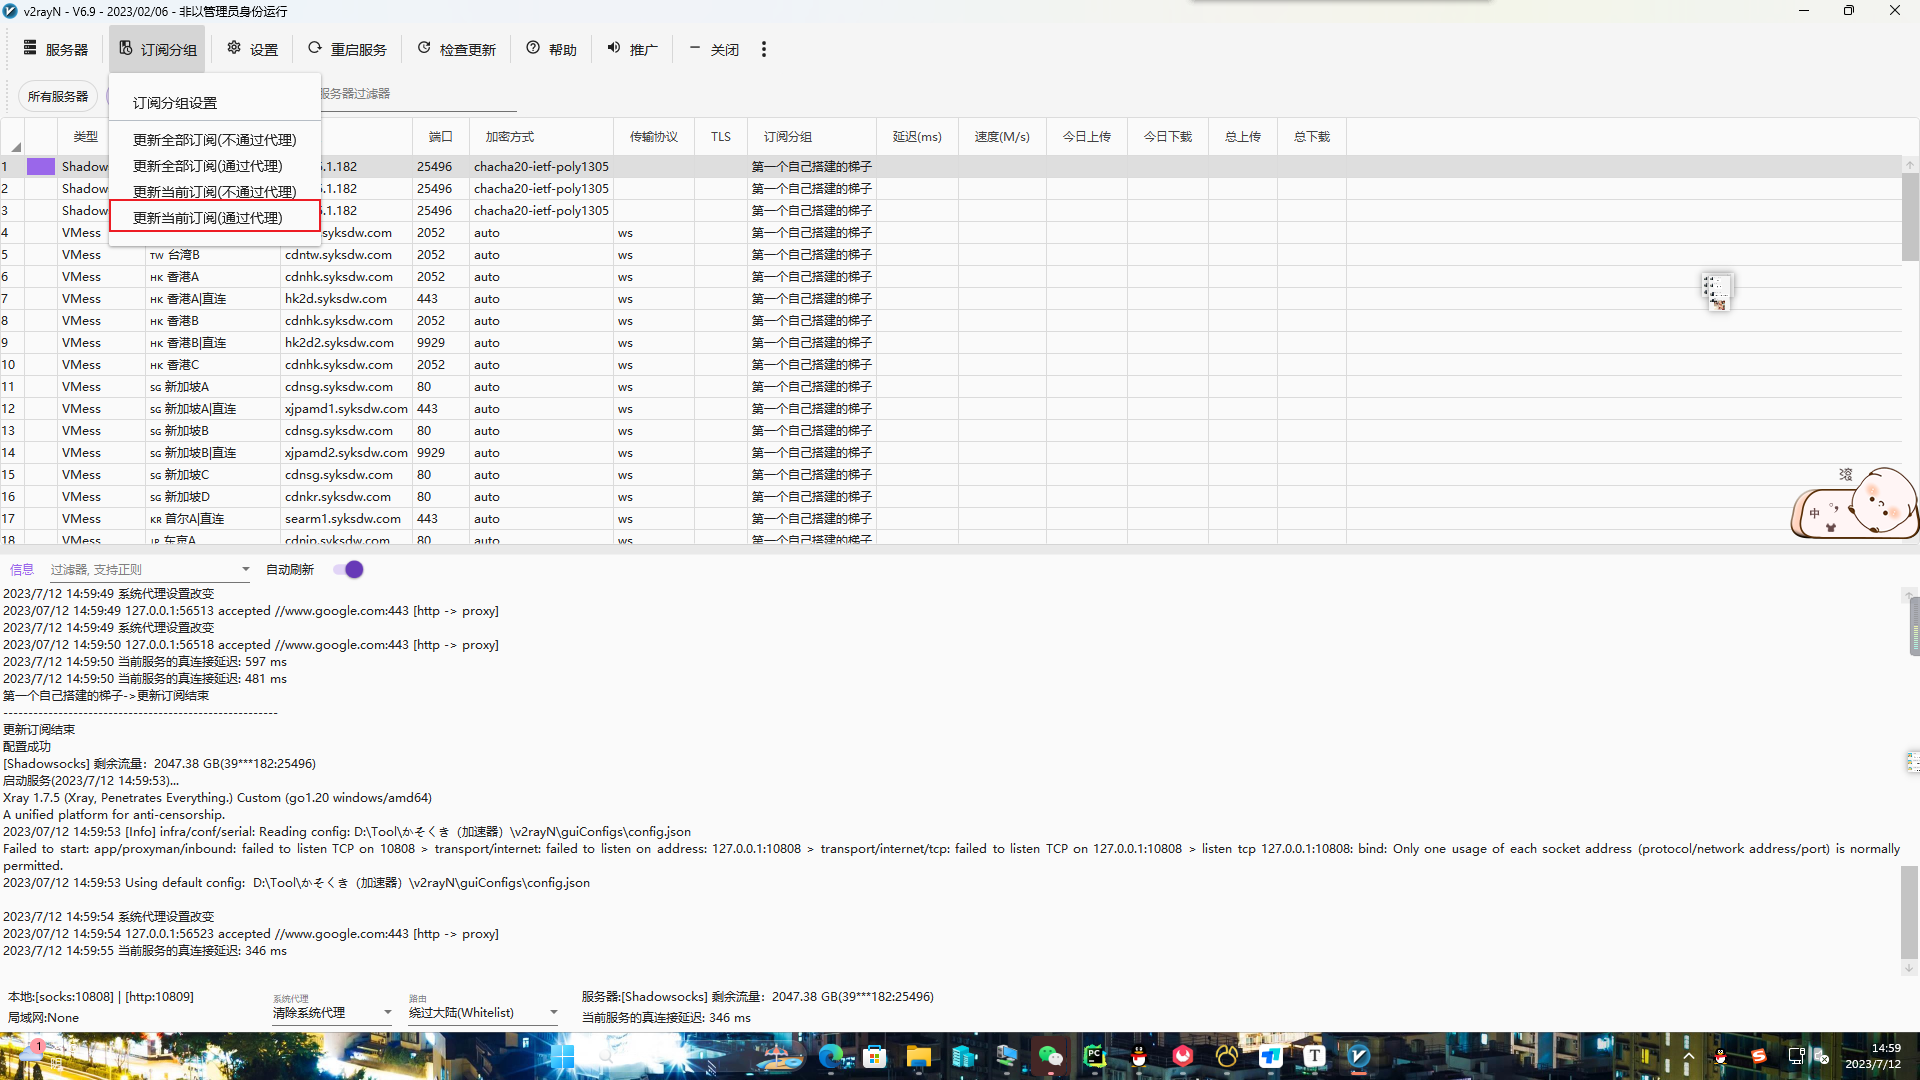 v2rayN - V6.9 - 2023/02/06 - 非以管理员身份运行
服务器 订阅分组 设置 重启服务 检查更新 帮助 推广 关闭
所有服务器 服务器过滤器
订阅分组设置
更新全部订阅(不通过代理)
更新全部订阅(通过代理)
更新当前订阅(不通过代理)
更新当前订阅(通过代理)
类型 端口 加密方式 传输协议 TLS 订阅分组 延迟(ms) 速度(M/s) 今日上传 今日下载 总上传 总下载
1 Shadow .1.182 25496 chacha20-ietf-poly1305 第一个自己搭建的梯子
2 Shadow .1.182 25496 chacha20-ietf-poly1305 第一个自己搭建的梯子
3 Shadow .1.182 25496 chacha20-ietf-poly1305 第一个自己搭建的梯子
4 VMess .syksdw.com 2052 auto ws 第一个自己搭建的梯子
5 VMess TW 台湾B cdntw.syksdw.com 2052 auto ws 第一个自己搭建的梯子
6 VMess HK 香港A cdnhk.syksdw.com 2052 auto ws 第一个自己搭建的梯子
7 VMess HK 香港A|直连 hk2d.syksdw.com 443 auto ws 第一个自己搭建的梯子
8 VMess HK 香港B cdnhk.syksdw.com 2052 auto ws 第一个自己搭建的梯子
9 VMess HK 香港B|直连 hk2d2.syksdw.com 9929 auto ws 第一个自己搭建的梯子
10 VMess HK 香港C cdnhk.syksdw.com 2052 auto ws 第一个自己搭建的梯子
11 VMess SG 新加坡A cdnsg.syksdw.com 80 auto ws 第一个自己搭建的梯子
12 VMess SG 新加坡A|直连 xjpamd1.syksdw.com 443 auto ws 第一个自己搭建的梯子
13 VMess SG 新加坡B cdnsg.syksdw.com 80 auto ws 第一个自己搭建的梯子
14 VMess SG 新加坡B|直连 xjpamd2.syksdw.com 9929 auto ws 第一个自己搭建的梯子
15 VMess SG 新加坡C cdnsg.syksdw.com 80 auto ws 第一个自己搭建的梯子
16 VMess SG 新加坡D cdnkr.syksdw.com 80 auto ws 第一个自己搭建的梯子
17 VMess KR 首尔A|直连 searm1.syksdw.com 443 auto ws 第一个自己搭建的梯子
18 VMess JP 东京A cdnjp.syksdw.com 80 auto ws 第一个自己搭建的梯子
滚
中
信息 过滤器, 支持正则 自动刷新
2023/7/12 14:59:49 系统代理设置改变
2023/07/12 14:59:49 127.0.0.1:56513 accepted //www.google.com:443 [http -> proxy]
2023/7/12 14:59:49 系统代理设置改变
2023/07/12 14:59:50 127.0.0.1:56518 accepted //www.google.com:443 [http -> proxy]
2023/7/12 14:59:50 当前服务的真连接延迟: 597 ms
2023/7/12 14:59:50 当前服务的真连接延迟: 481 ms
第一个自己搭建的梯子->更新订阅结束
-------------------------------------------------------
更新订阅结束
配置成功
[Shadowsocks] 剩余流量：2047.38 GB(39***182:25496)
启动服务(2023/7/12 14:59:53)...
Xray 1.7.5 (Xray, Penetrates Everything.) Custom (go1.20 windows/amd64)
A unified platform for anti-censorship.
2023/07/12 14:59:53 [Info] infra/conf/serial: Reading config: D:\Tool\かそくき（加速器）\v2rayN\guiConfigs\config.json
Failed to start: app/proxyman/inbound: failed to listen TCP on 10808 > transport/internet: failed to listen on address: 127.0.0.1:10808 > transport/internet/tcp: failed to listen TCP on 127.0.0.1:10808 > listen tcp 127.0.0.1:10808: bind: Only one usage of each socket address (protocol/network address/port) is normally
permitted.
2023/07/12 14:59:53 Using default config:  D:\Tool\かそくき（加速器）\v2rayN\guiConfigs\config.json
2023/7/12 14:59:54 系统代理设置改变
2023/07/12 14:59:54 127.0.0.1:56523 accepted //www.google.com:443 [http -> proxy]
2023/7/12 14:59:55 当前服务的真连接延迟: 346 ms
本地:[socks:10808] | [http:10809]
局域网:None
系统代理
清除系统代理
路由
绕过大陆(Whitelist)
服务器:[Shadowsocks] 剩余流量：2047.38 GB(39***182:25496)
当前服务的真连接延迟: 346 ms
1
PC
T
14:59
2023/7/12